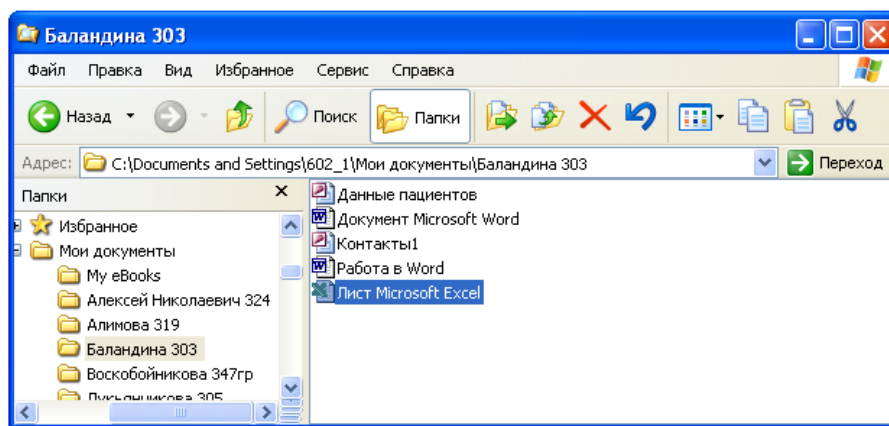 Баландина 303
Файл Правка Вид Избранное Сервис Справка
Назад Поиск Папки
Адрес: C:\Documents and Settings\602_1\Мои документы\Баландина 303 Переход
Папки
Избранное
Мои документы
My eBooks
Алексей Николаевич 324
Алимова 319
Баландина 303
Воскобойникова 347гр
Лукьянчикова 305
Данные пациентов
Документ Microsoft Word
Контакты1
Работа в Word
Лист Microsoft Excel